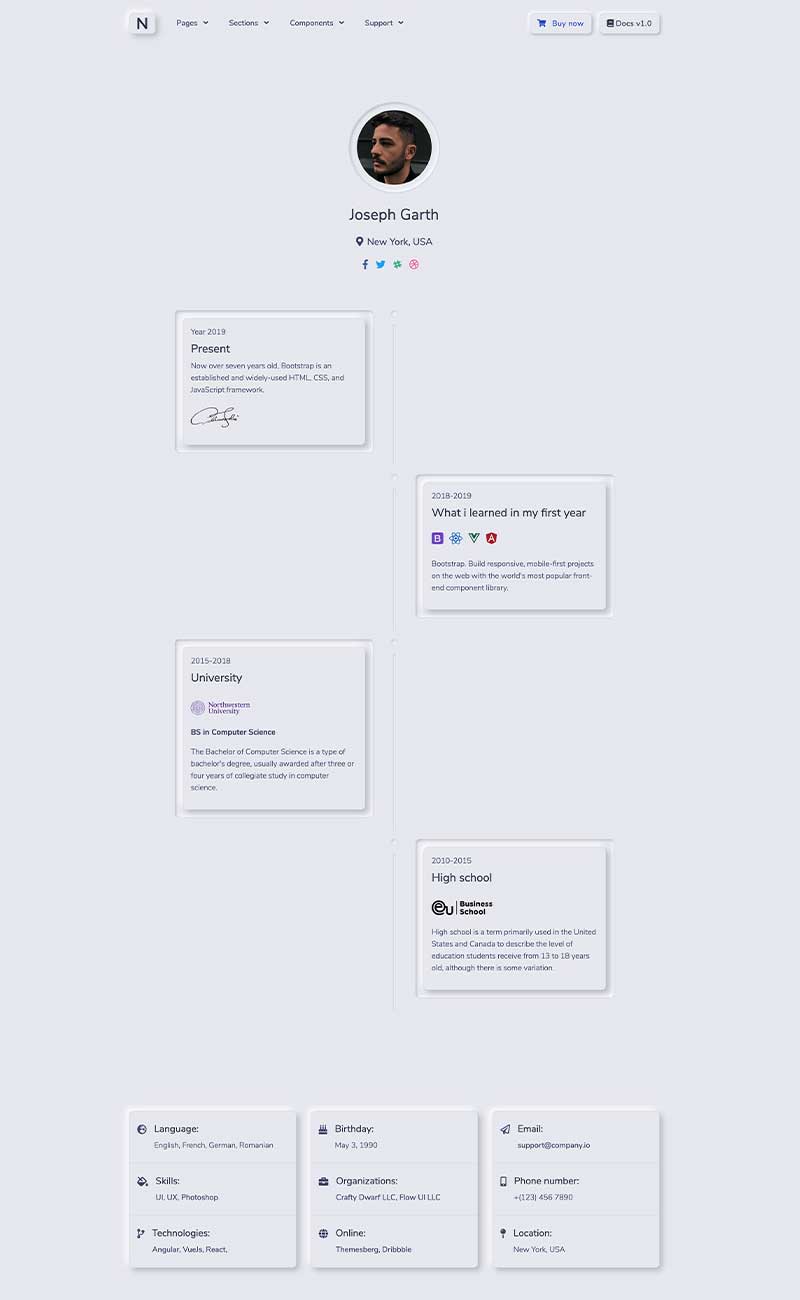 N
Pages
Sections
Components
Support
Buy now
Docs v1.0
Joseph Garth
New York, USA
Year 2019
Present
Now over seven years old, Bootstrap is an
established and widely-used HTML, CSS, and
JavaScript framework.
2018-2019
What i learned in my first year
B
A
Bootstrap. Build responsive, mobile-first projects
on the web with the world's most popular front-
end component library.
2015-2018
University
Northwestern
University
BS in Computer Science
The Bachelor of Computer Science is a type of
bachelor's degree, usually awarded after three or
four years of collegiate study in computer
science. .
2010-2015
High school
eu Business
School
High school is a term primarily used in the United
States and Canada to describe the level of
education students receive from 13 to 18 years
old, although there is some variation.
Language:
English, French, German, Romanian
Skills:
UI, UX, Photoshop
Technologies:
Angular, VueJs, React,
Birthday:
May 3, 1990
Organizations:
Crafty Dwarf LLC, Flow UI LLC
Online:
Themesberg, Dribbble
Email:
support@company.io
Phone number:
+(123) 456 7890
Location:
New York, USA